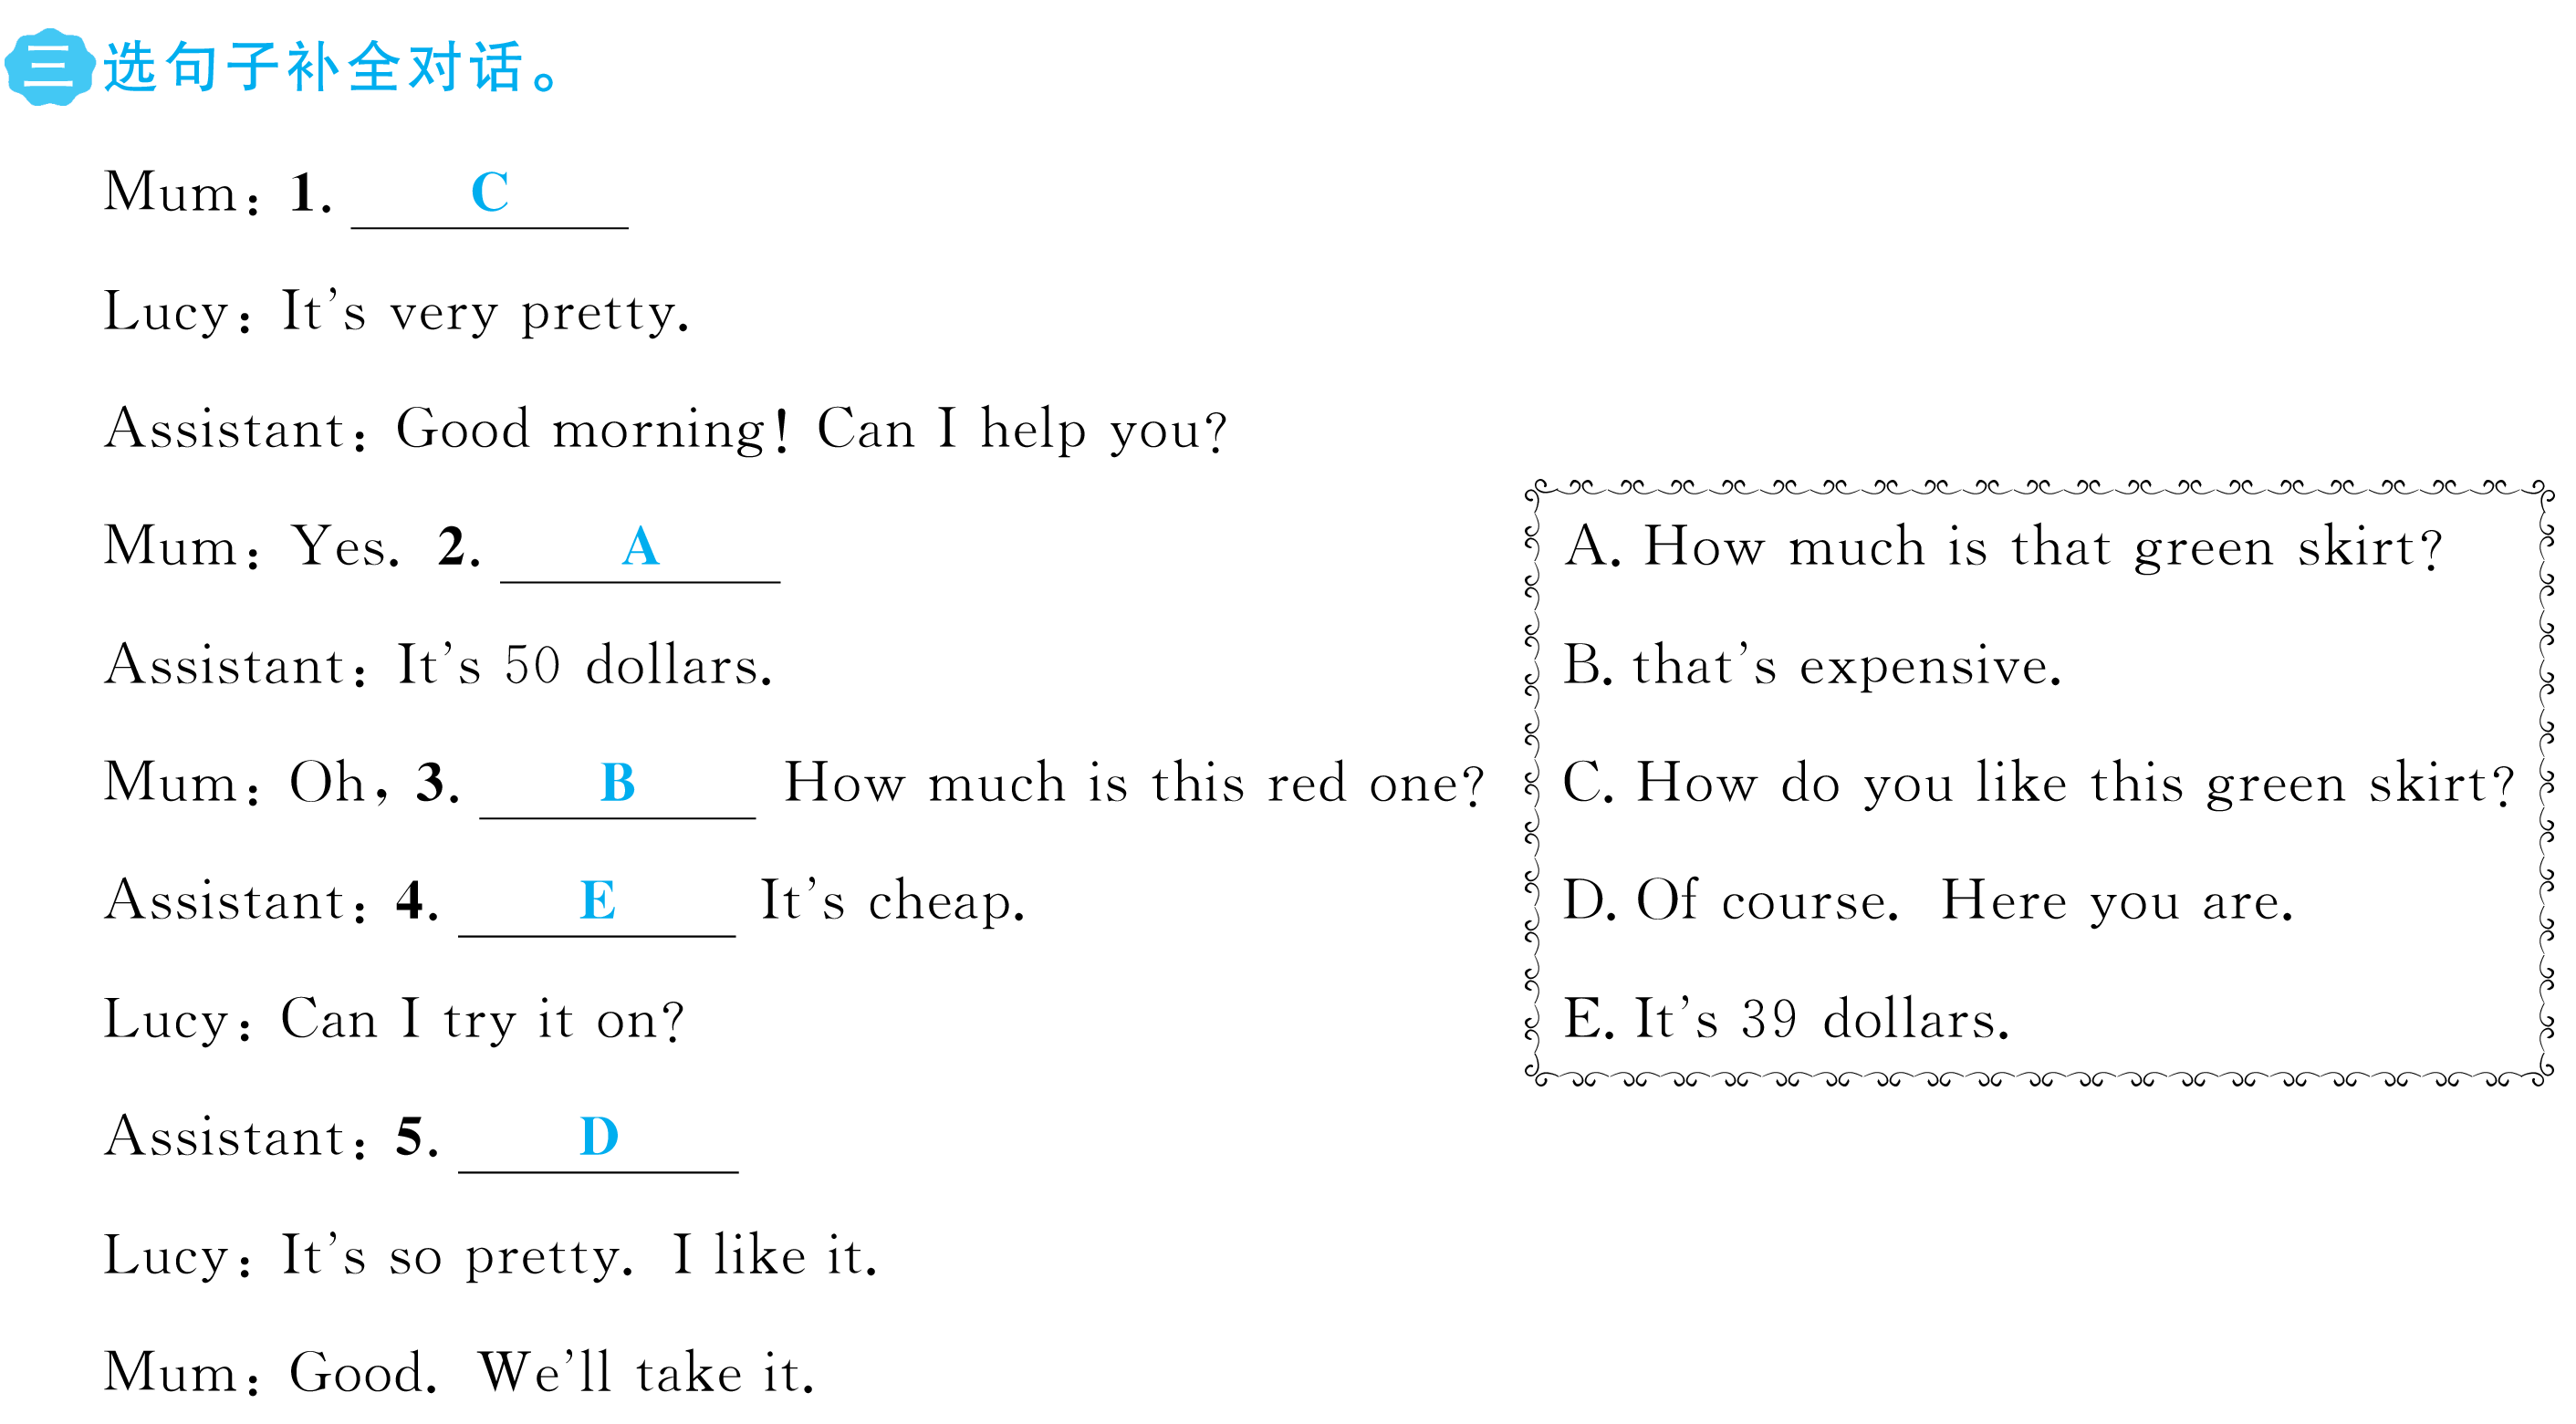 三 选句子补全对话。
Mum: 1. C
Lucy: It's very pretty.
Assistant: Good morning! Can I help you?
Mum: Yes. 2. A
Assistant: It's 50 dollars.
Mum: Oh, 3. B How much is this red one?
Assistant: 4. E It's cheap.
Lucy: Can I try it on?
Assistant: 5. D
Lucy: It's so pretty. I like it.
Mum: Good. We'll take it.
A. How much is that green skirt?
B. that's expensive.
C. How do you like this green skirt?
D. Of course. Here you are.
E. It's 39 dollars.